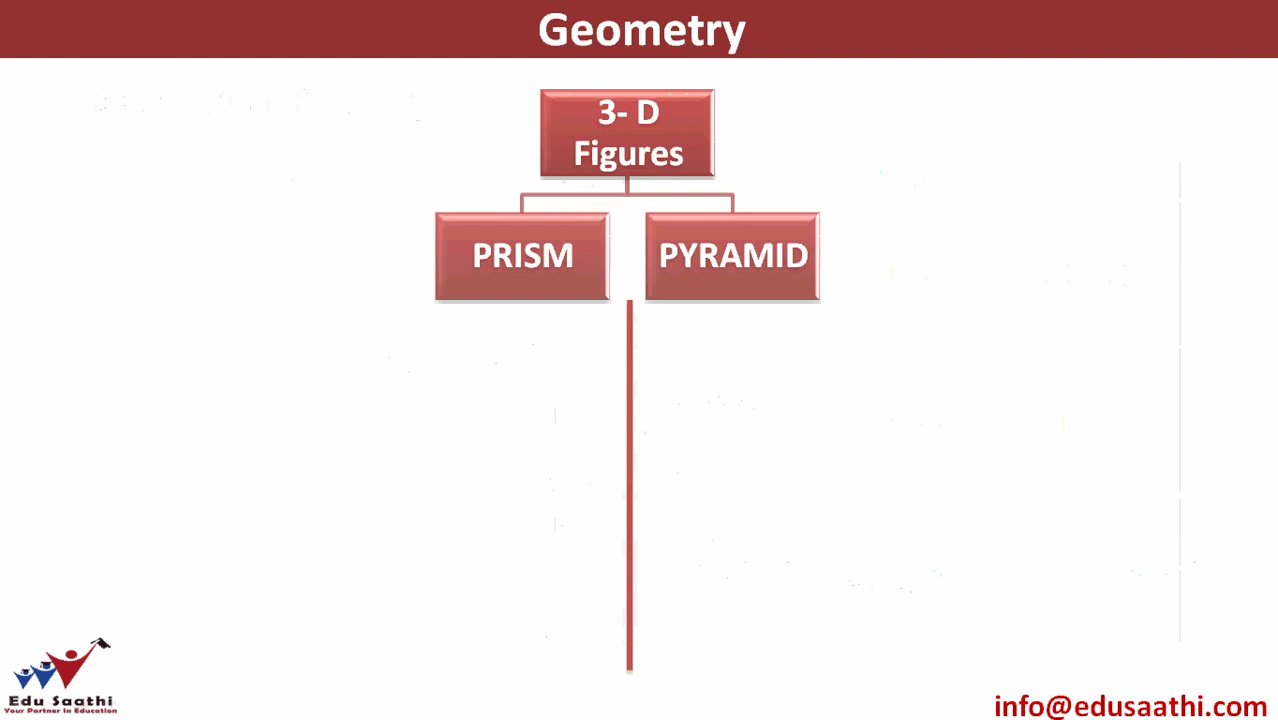 Geometry
3- D
Figures
PRISM
PYRAMID
Edu Saathi
Your Partner In Education
info@edusaathi.com